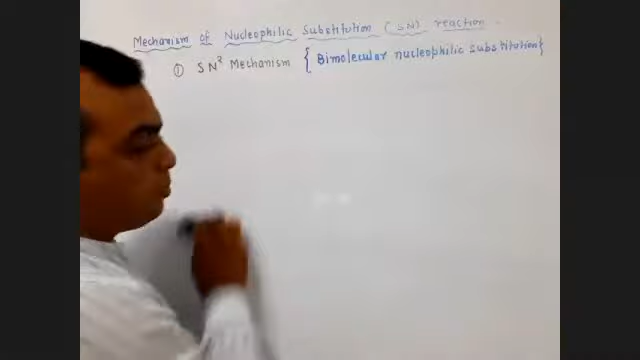 Mechanism of Nucleophilic Substitution (SN) reaction
① SN² Mechanism { Bimolecular nucleophilic substitution }